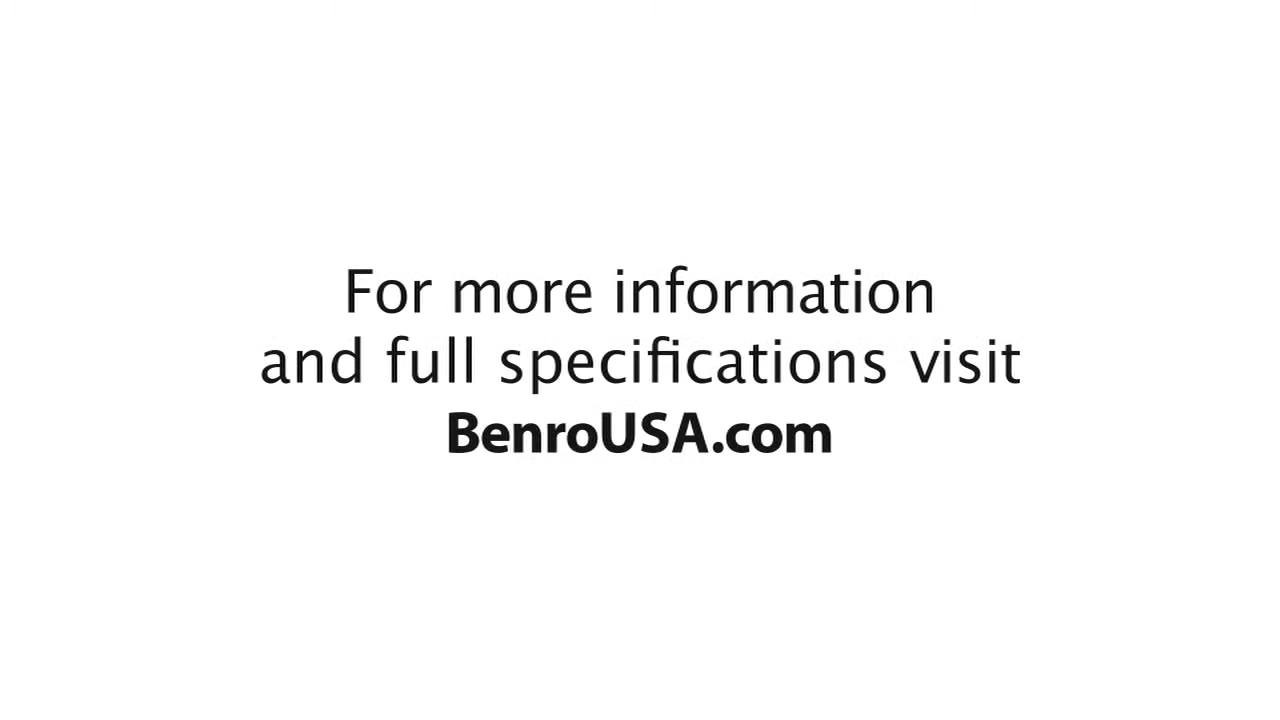 For more information
and full specifications visit
BenroUSA.com